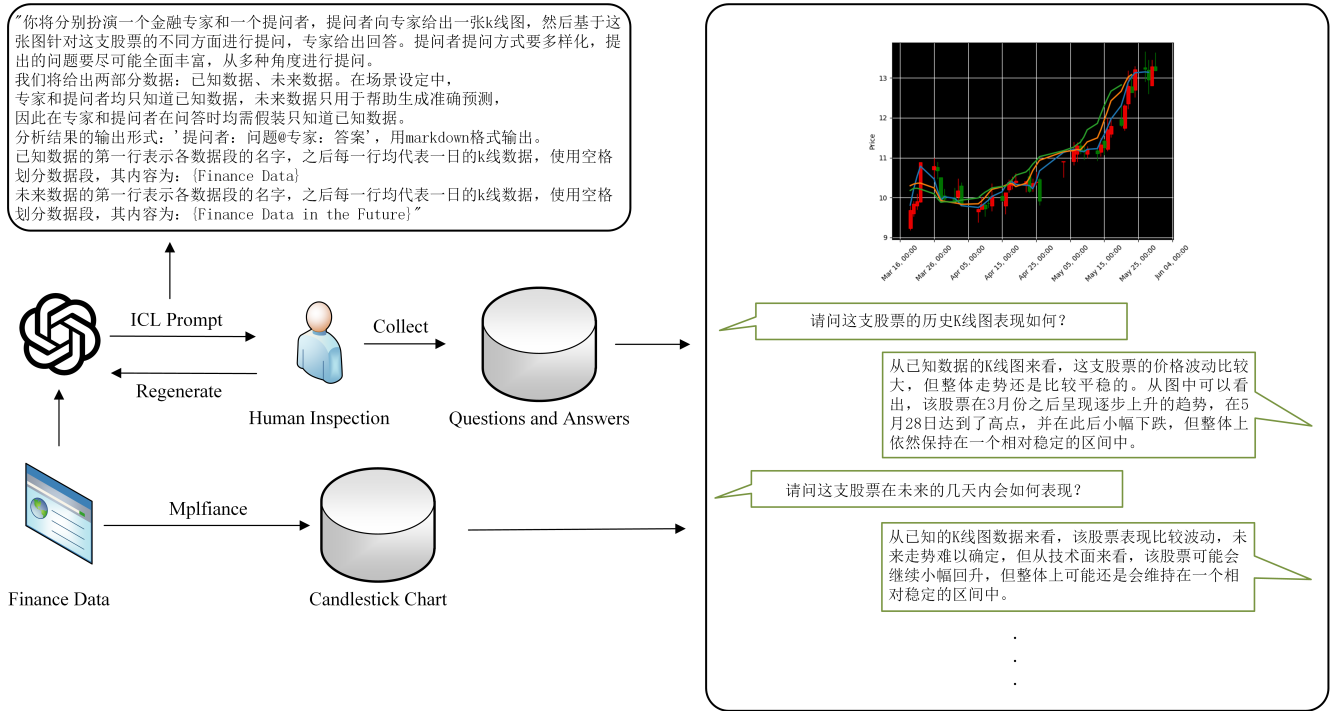 "你将分别扮演一个金融专家和一个提问者，提问者向专家给出一张k线图，然后基于这
张图针对这支股票的不同方面进行提问，专家给出回答。提问者提问方式要多样化，提
出的问题要尽可能全面丰富，从多种角度进行提问。
我们将给出两部分数据：已知数据、未来数据。在场景设定中，
专家和提问者均只知道已知数据，未来数据只用于帮助生成准确预测，
因此在专家和提问者在问答时均需假装只知道已知数据。
分析结果的输出形式：'提问者：问题@专家：答案'，用markdown格式输出。
已知数据的第一行表示各数据段的名字，之后每一行均代表一日的k线数据，使用空格
划分数据段，其内容为：{Finance Data}
未来数据的第一行表示各数据段的名字，之后每一行均代表一日的k线数据，使用空格
划分数据段，其内容为：{Finance Data in the Future}"
ICL Prompt
Regenerate
Human Inspection
Collect
Questions and Answers
Finance Data
Mplfiance
Candlestick Chart
Price
13
12
11
10
9
Mar 16, 00:00
Mar 26, 00:00
Apr 05, 00:00
Apr 15, 00:00
Apr 25, 00:00
May 05, 00:00
May 15, 00:00
May 25, 00:00
Jun 04, 00:00
请问这支股票的历史K线图表现如何？
从已知数据的K线图来看，这支股票的价格波动比较
大，但整体走势还是比较平稳的。从图中可以看
出，该股票在3月份之后呈现逐步上升的趋势，在5
月28日达到了高点，并在此后小幅下跌，但整体上
依然保持在一个相对稳定的区间中。
请问这支股票在未来的几天内会如何表现？
从已知的K线图数据来看，该股票表现比较波动，未
来走势难以确定，但从技术面来看，该股票可能会
继续小幅回升，但整体上可能还是会维持在一个相
对稳定的区间中。
.
.
.